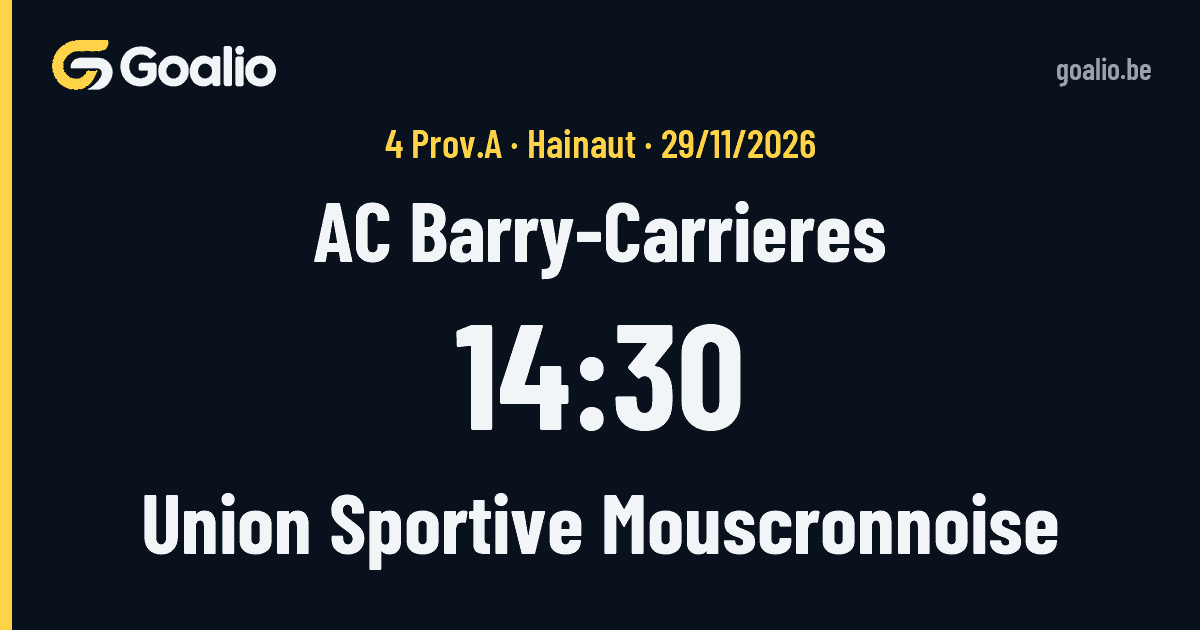 Goalio
goalio.be
4 Prov.A · Hainaut · 29/11/2026
AC Barry-Carrieres
14:30
Union Sportive Mouscronnoise